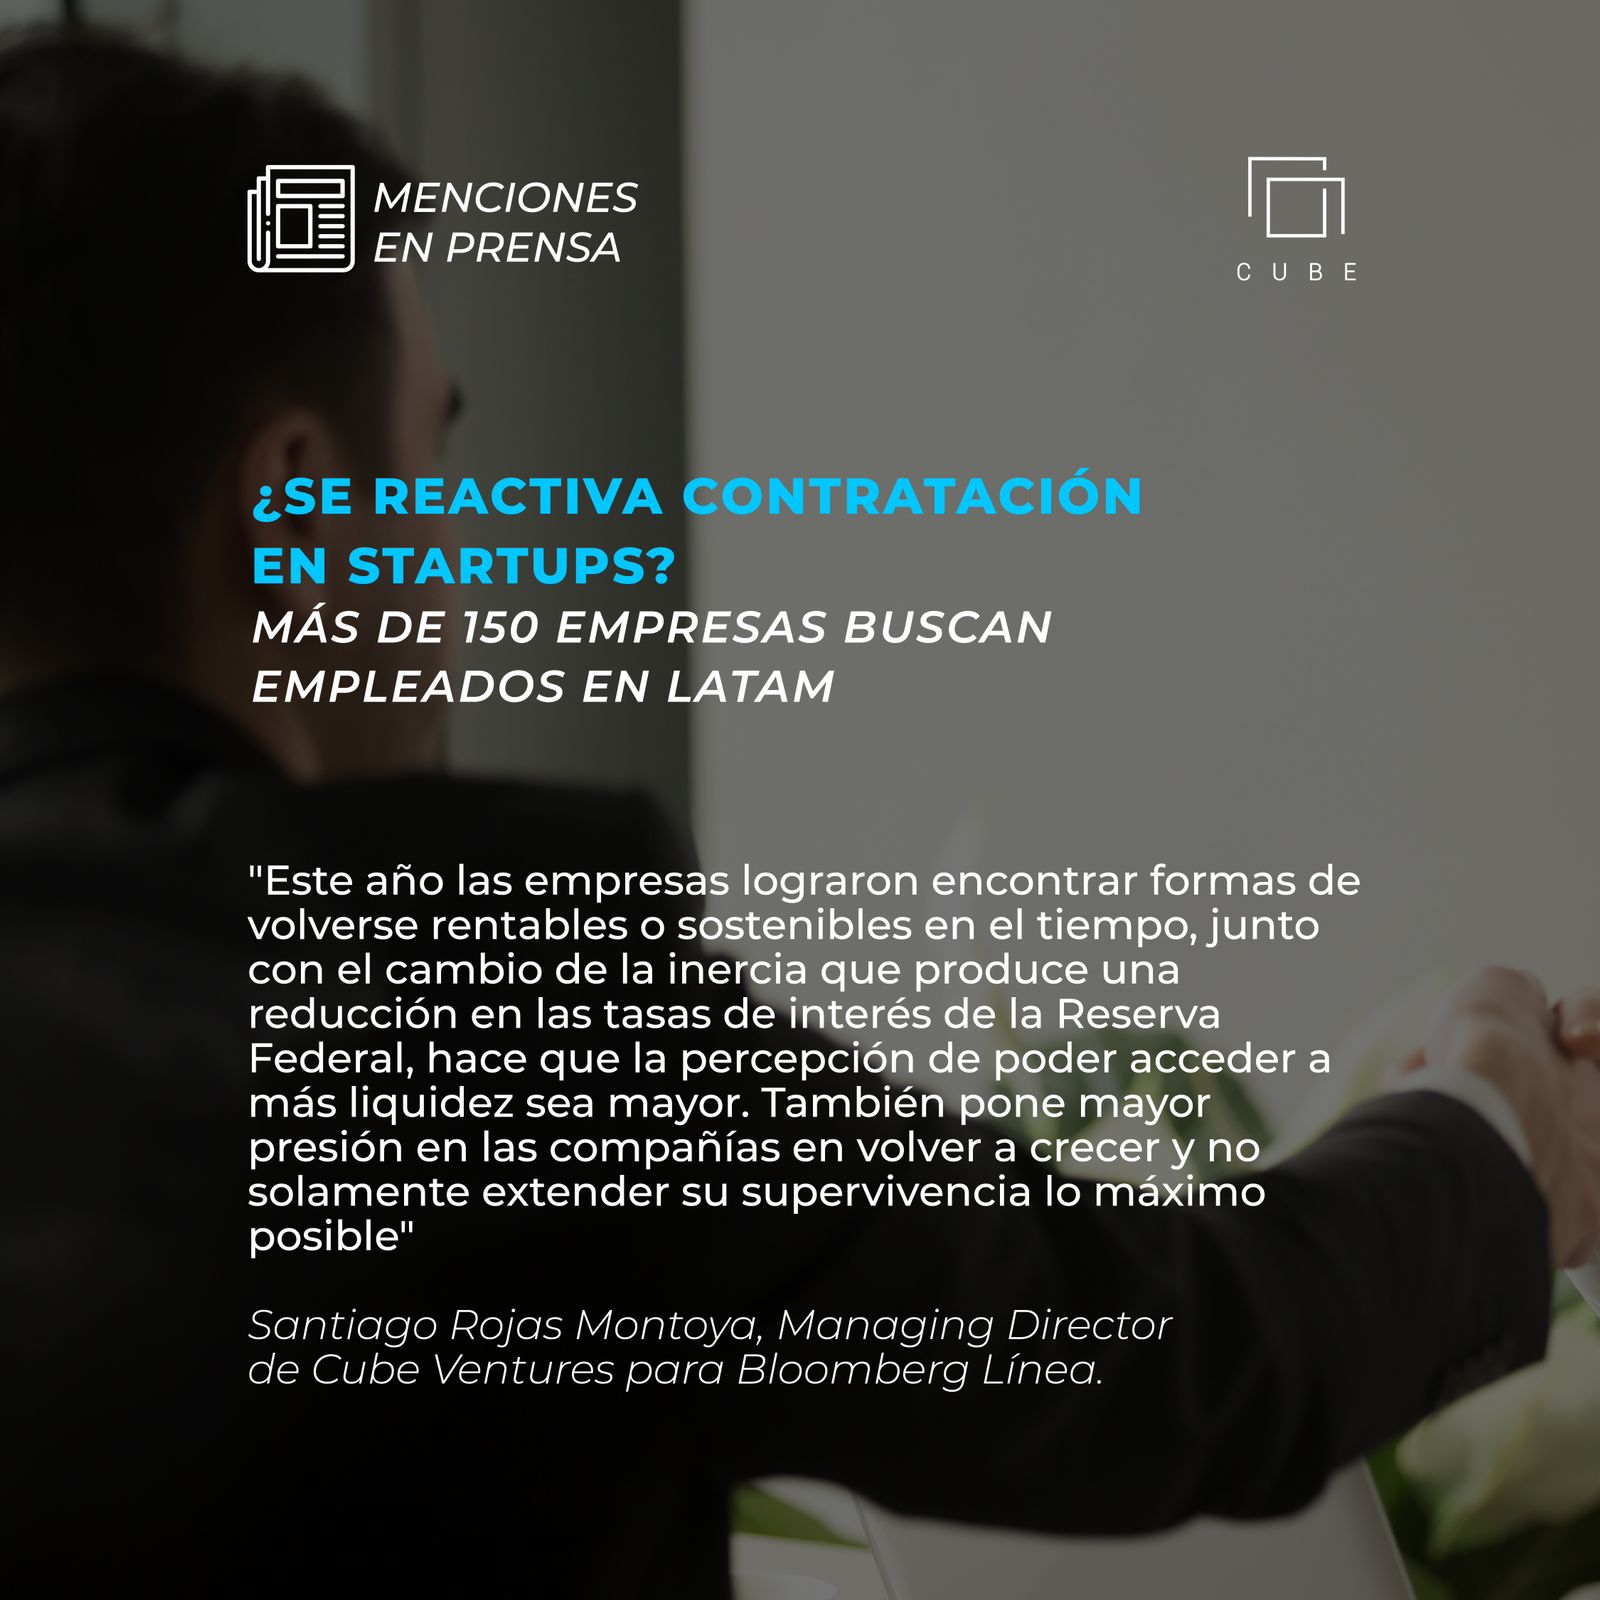 MENCIONES
EN PRENSA
CUBE
¿SE REACTIVA CONTRATACIÓN
EN STARTUPS?
MÁS DE 150 EMPRESAS BUSCAN
EMPLEADOS EN LATAM
"Este año las empresas lograron encontrar formas de
volverse rentables o sostenibles en el tiempo, junto
con el cambio de la inercia que produce una
reducción en las tasas de interés de la Reserva
Federal, hace que la percepción de poder acceder a
más liquidez sea mayor. También pone mayor
presión en las compañías en volver a crecer y no
solamente extender su supervivencia lo máximo
posible"
Santiago Rojas Montoya, Managing Director
de Cube Ventures para Bloomberg Línea.